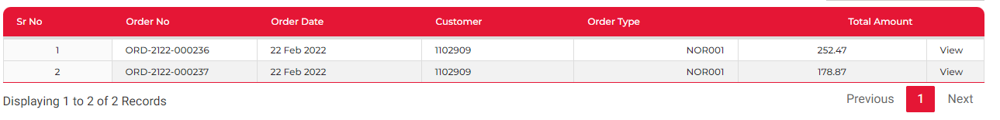 Sr No Order No Order Date Customer Order Type Total Amount
1 ORD-2122-000236 22 Feb 2022 1102909 NOR001 252.47 View
2 ORD-2122-000237 22 Feb 2022 1102909 NOR001 178.87 View
Displaying 1 to 2 of 2 Records Previous 1 Next